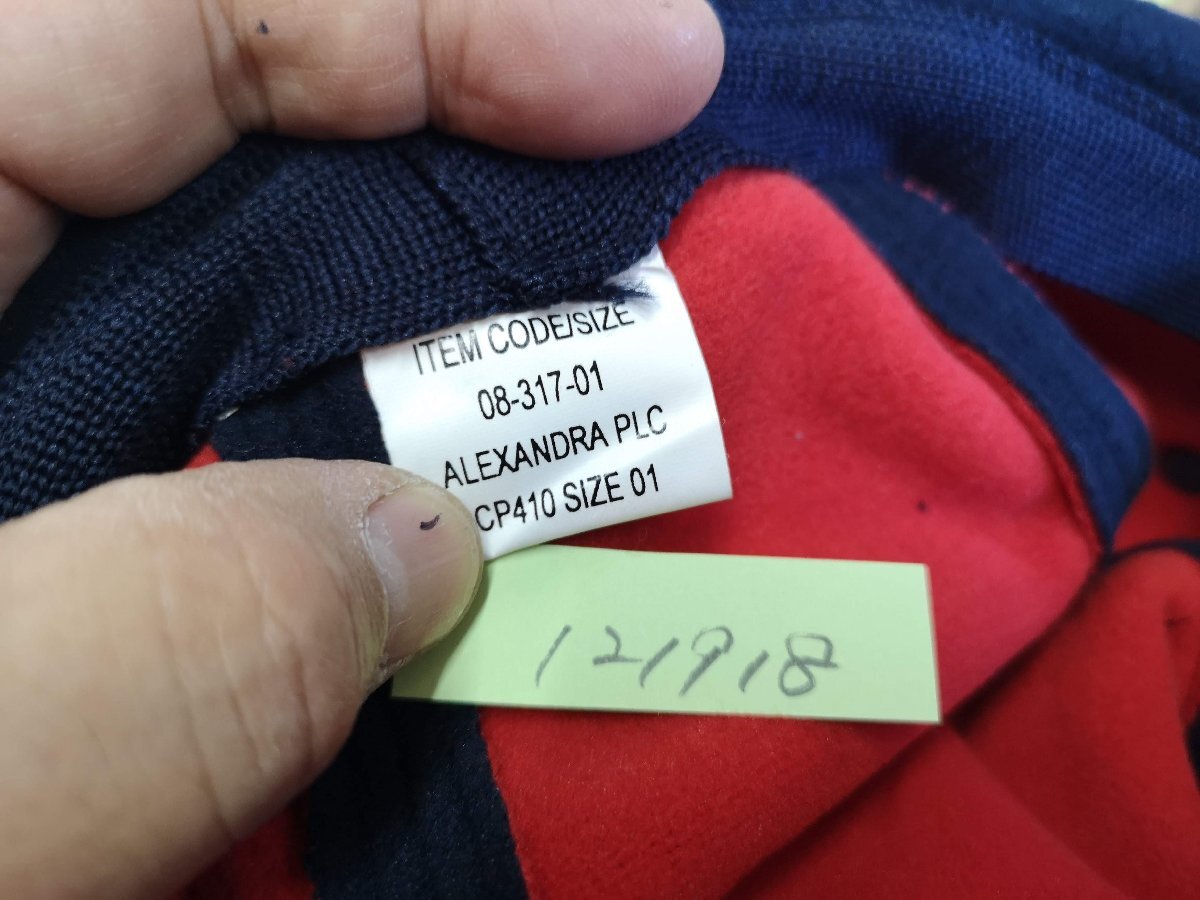 ITEM CODE/SIZE
08-317-01
ALEXANDRA PLC
CP410 SIZE 01
121918